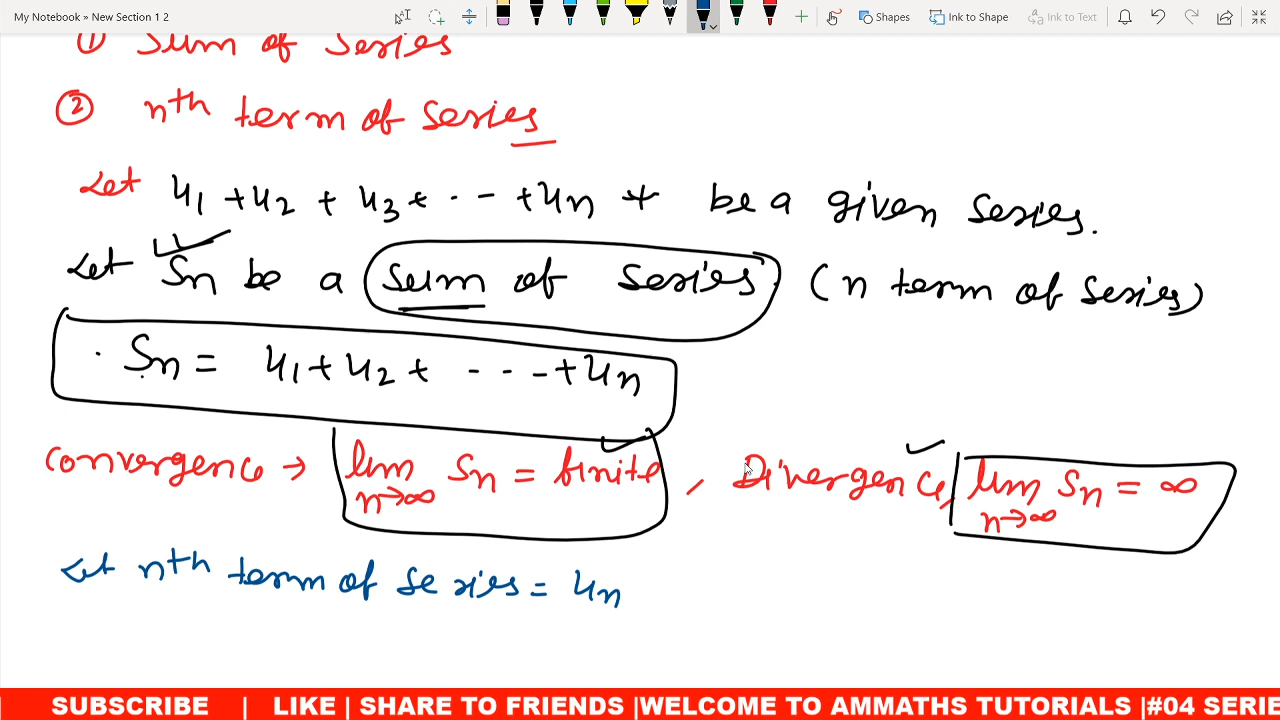 My Notebook » New Section 1 2
Shapes
Ink to Shape
Ink to Text
① Sum of Series
② nth term of series
Let u1 + u2 + u3 + . - - + un + be a given series.
Let Sn be a sum of series (n term of series)
Sn = u1 + u2 + - - - + un
Convergence → lim n→∞ Sn = finite, Divergence, lim n→∞ Sn = ∞
Let nth term of series = un
SUBSCRIBE | LIKE | SHARE TO FRIENDS |WELCOME TO AMMATHS TUTORIALS |#04 SERIE